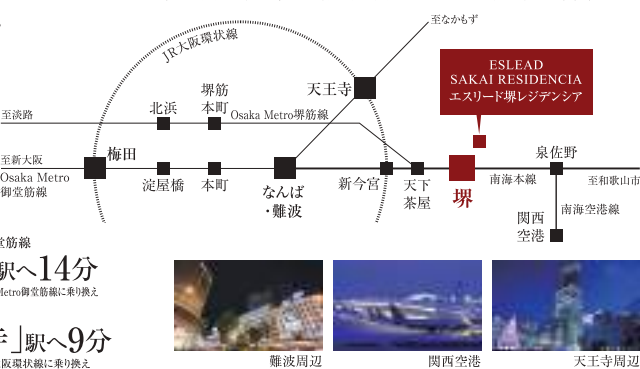 JR大阪環状線
至なかもず
ESLEAD
SAKAI RESIDENCIA
エスリード堺レジデンシア
天王寺
至淡路
北浜
堺筋
本町
Osaka Metro堺筋線
至新大阪
梅田
Osaka Metro
御堂筋線
淀屋橋
本町
なんば
・難波
新今宮
天下
茶屋
堺
南海本線
泉佐野
至和歌山市
南海空港線
関西
空港
堂筋線
駅へ14分
Metro御堂筋線に乗り換え
」駅へ9分
阪環状線に乗り換え
難波周辺
関西空港
天王寺周辺